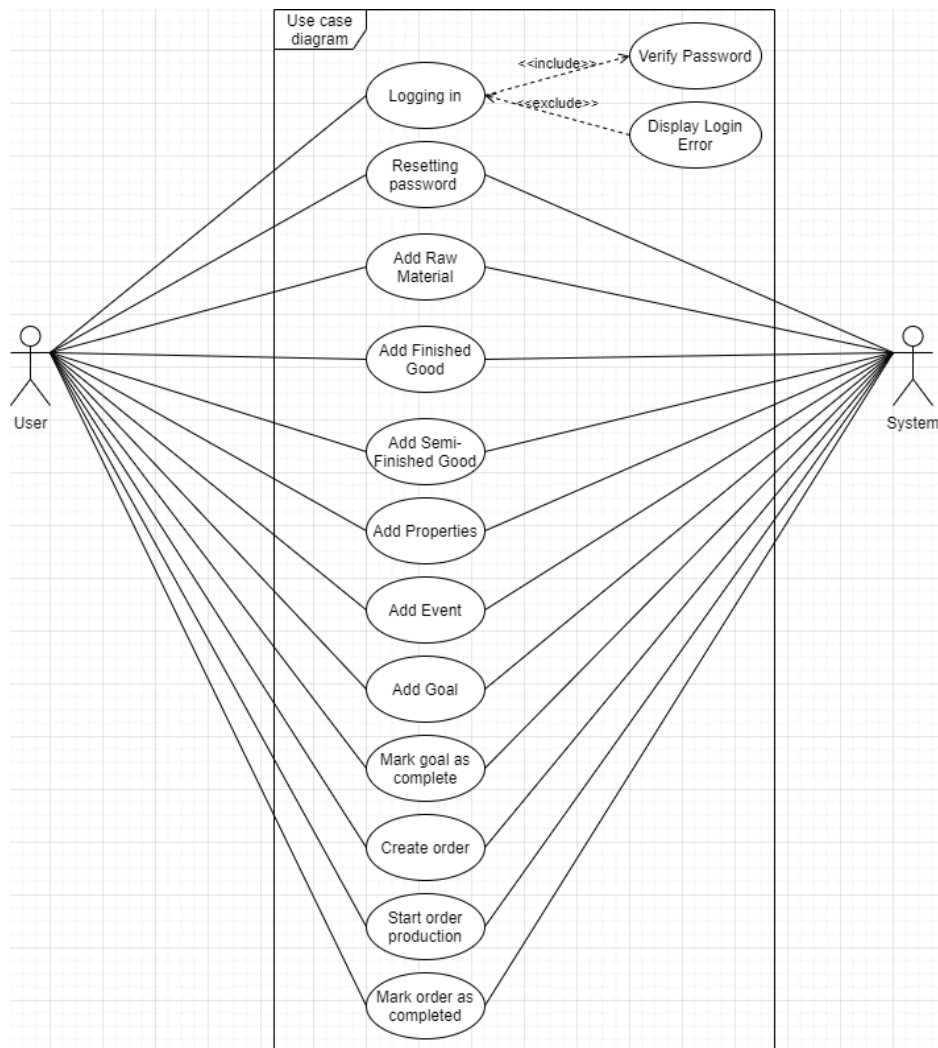 Use case
diagram
Verify Password
<<include>>
Logging in
<<exclude>>
Display Login
Error
Resetting
password
Add Raw
Material
Add Finished
Good
User
System
Add Semi-
Finished Good
Add Properties
Add Event
Add Goal
Mark goal as
complete
Create order
Start order
production
Mark order as
completed